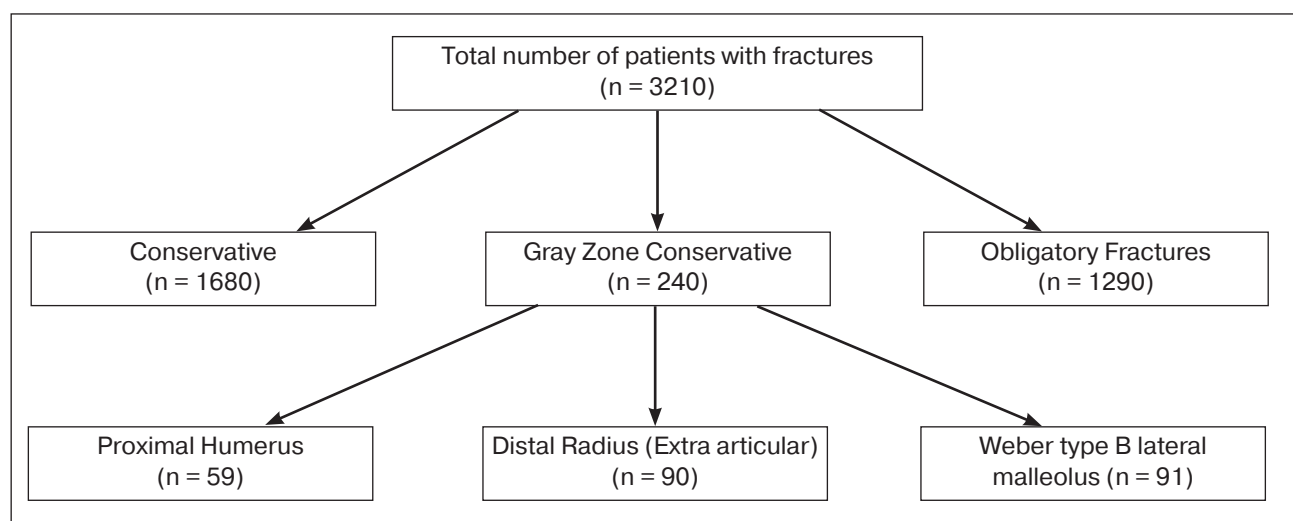 Total number of patients with fractures
(n = 3210)
Conservative
(n = 1680)
Gray Zone Conservative
(n = 240)
Obligatory Fractures
(n = 1290)
Proximal Humerus
(n = 59)
Distal Radius (Extra articular)
(n = 90)
Weber type B lateral
malleolus (n = 91)